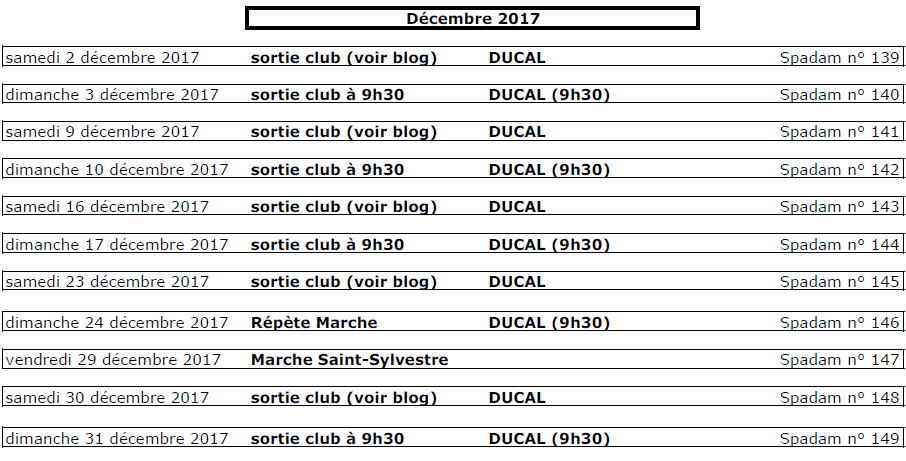 Décembre 2017
samedi 2 décembre 2017 sortie club (voir blog) DUCAL Spadam n° 139
dimanche 3 décembre 2017 sortie club à 9h30 DUCAL (9h30) Spadam n° 140
samedi 9 décembre 2017 sortie club (voir blog) DUCAL Spadam n° 141
dimanche 10 décembre 2017 sortie club à 9h30 DUCAL (9h30) Spadam n° 142
samedi 16 décembre 2017 sortie club (voir blog) DUCAL Spadam n° 143
dimanche 17 décembre 2017 sortie club à 9h30 DUCAL (9h30) Spadam n° 144
samedi 23 décembre 2017 sortie club (voir blog) DUCAL Spadam n° 145
dimanche 24 décembre 2017 Répète Marche DUCAL (9h30) Spadam n° 146
vendredi 29 décembre 2017 Marche Saint-Sylvestre Spadam n° 147
samedi 30 décembre 2017 sortie club (voir blog) DUCAL Spadam n° 148
dimanche 31 décembre 2017 sortie club à 9h30 DUCAL (9h30) Spadam n° 149